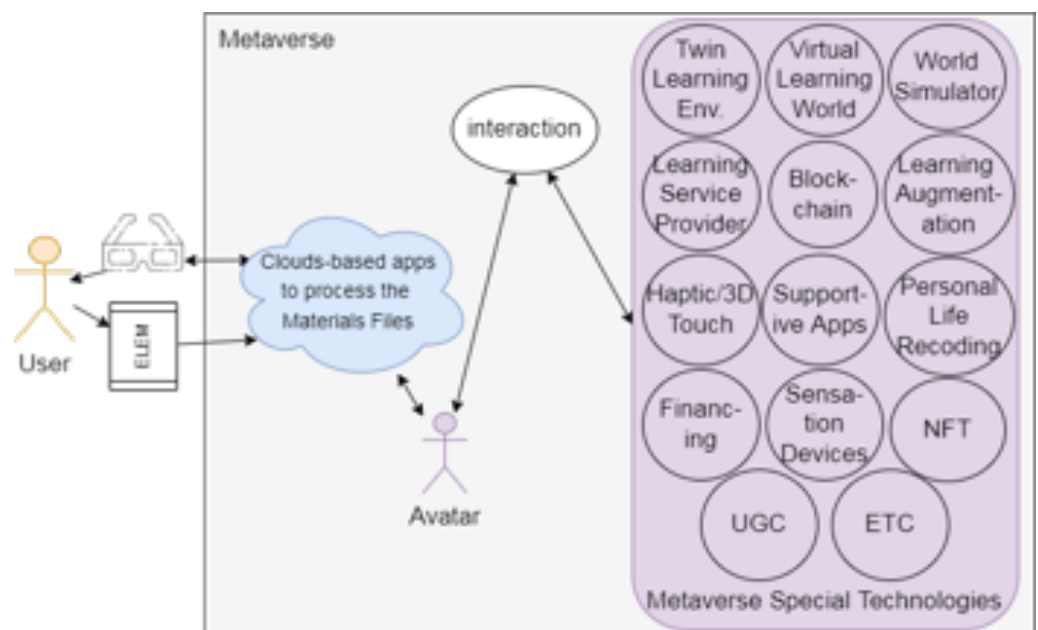 Metaverse
Twin
Learning
Env.
Virtual
Learning
World
World
Simulator
interaction
Learning
Service
Provider
Block-
chain
Learning
Augment-
ation
Clouds-based apps
to process the
Materials Files
User
ELEM
Haptic/3D
Touch
Support-
ive Apps
Personal
Life
Recoding
Financ-
ing
Sensa-
tion
Devices
NFT
Avatar
UGC
ETC
Metaverse Special Technologies